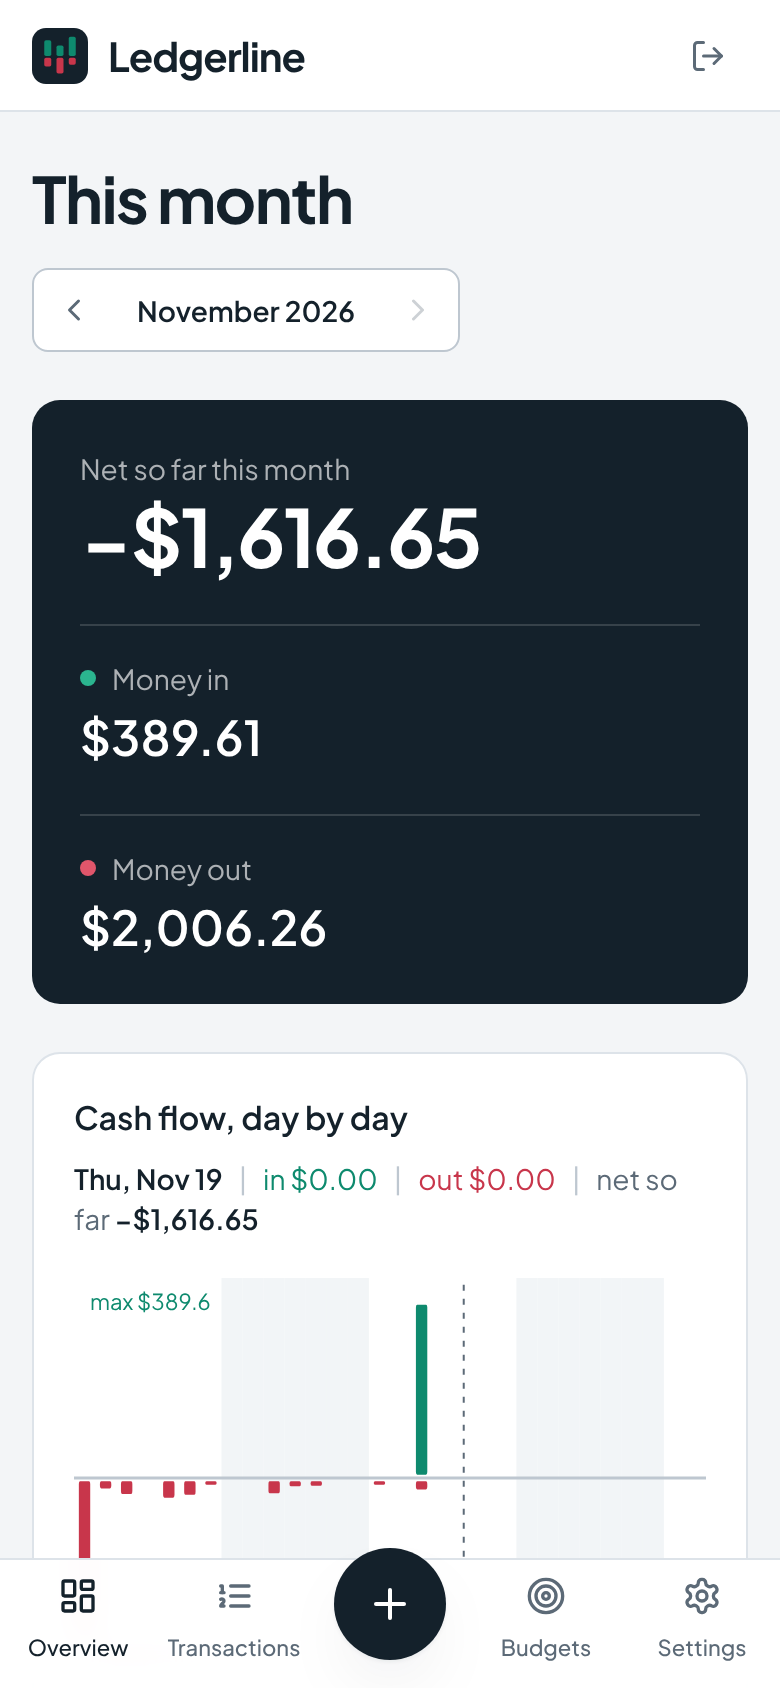 Ledgerline
This month
November 2026
Net so far this month
−$1,616.65
Money in
$389.61
Money out
$2,006.26
Cash flow, day by day
Thu, Nov 19 | in $0.00 | out $0.00 | net so
far −$1,616.65
max $389.6
Overview Transactions Budgets Settings